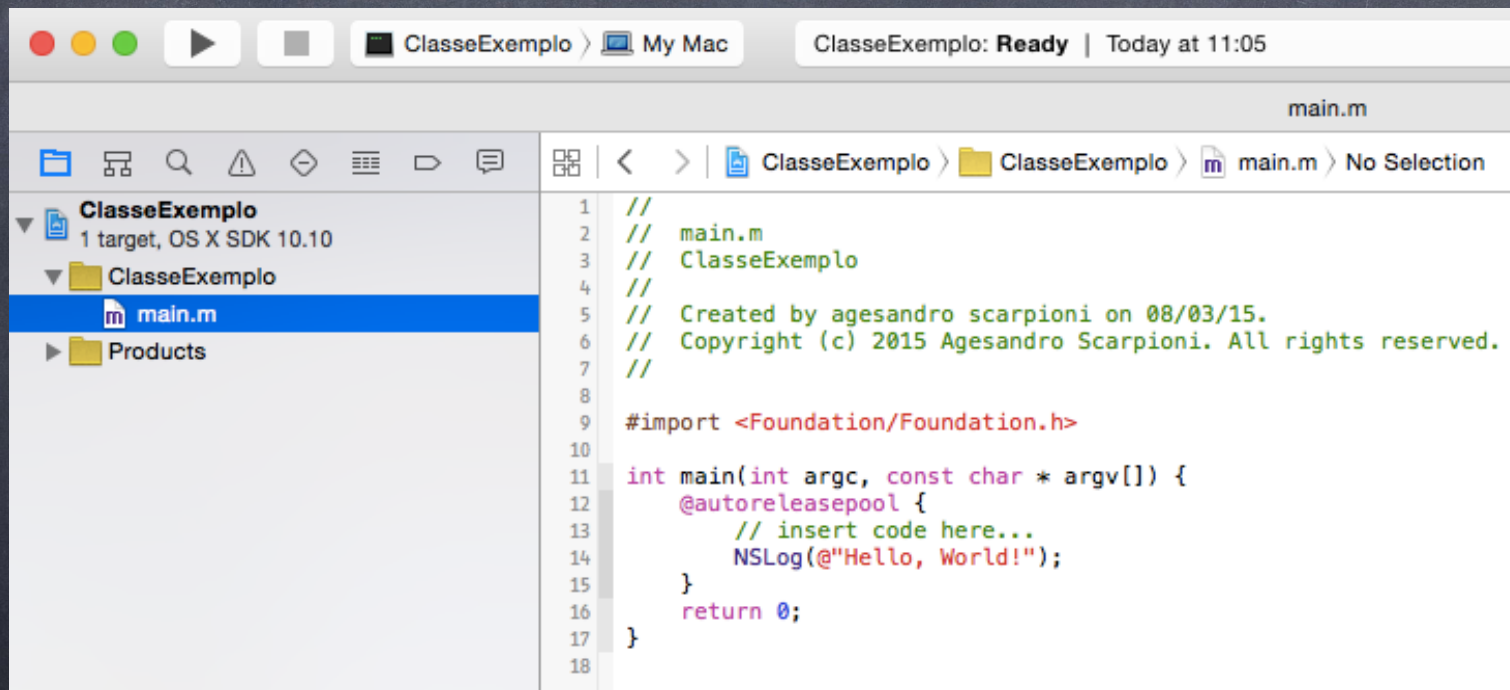 ClasseExemplo My Mac ClasseExemplo: Ready | Today at 11:05
main.m
ClasseExemplo ClasseExemplo main.m No Selection
ClasseExemplo
1 target, OS X SDK 10.10
ClasseExemplo
main.m
Products
1 //
2 //  main.m
3 //  ClasseExemplo
4 //
5 //  Created by agesandro scarpioni on 08/03/15.
6 //  Copyright (c) 2015 Agesandro Scarpioni. All rights reserved.
7 //
8
9 #import <Foundation/Foundation.h>
10
11 int main(int argc, const char * argv[]) {
12     @autoreleasepool {
13         // insert code here...
14         NSLog(@"Hello, World!");
15     }
16     return 0;
17 }
18